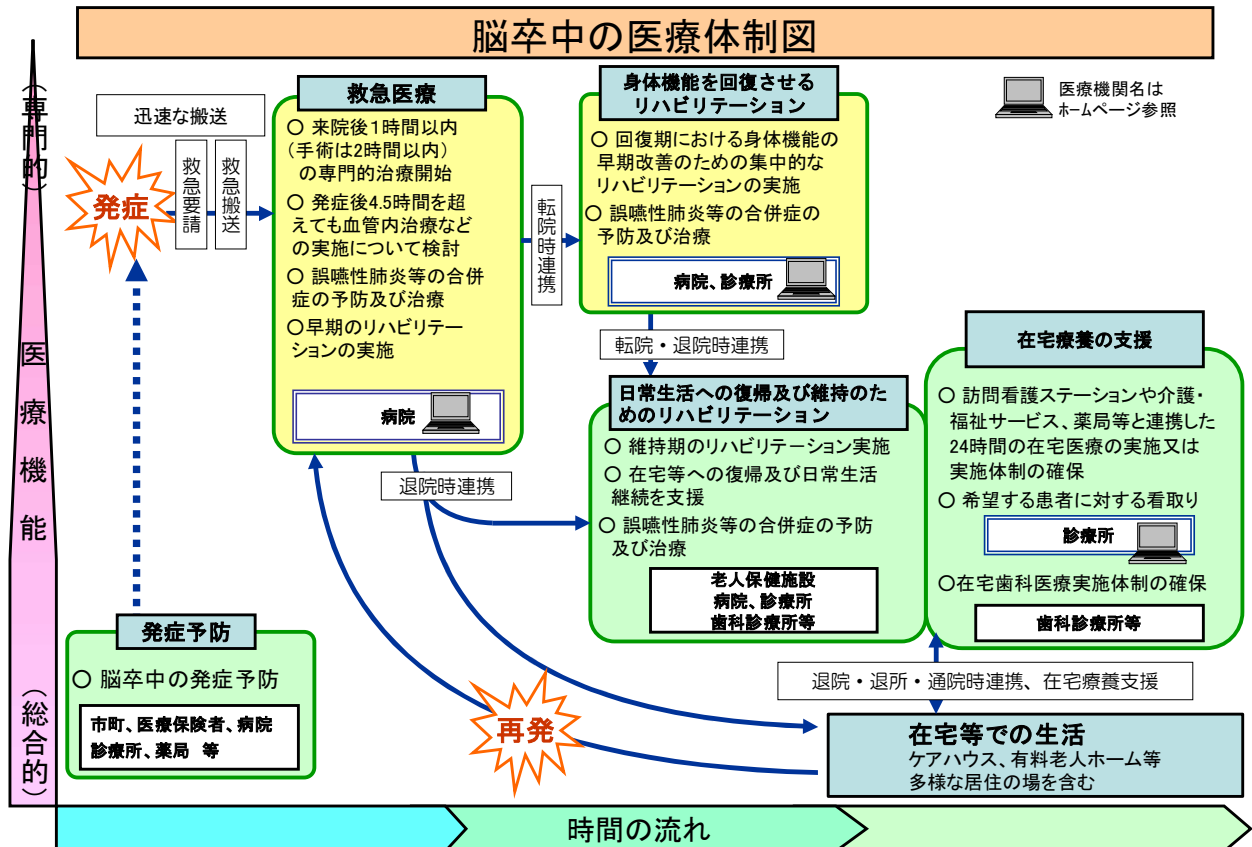 脳卒中の医療体制図
医療機関名は
ホームページ参照
（専門的）
医療機能
（総合的）
迅速な搬送
発症
救急要請
救急搬送
救急医療
○ 来院後1時間以内
（手術は2時間以内）
の専門的治療開始
○ 発症後4.5時間を超
えても血管内治療など
の実施について検討
○ 誤嚥性肺炎等の合併
症の予防及び治療
○早期のリハビリテー
ションの実施
病院
転院時連携
身体機能を回復させる
リハビリテーション
○ 回復期における身体機能の
早期改善のための集中的な
リハビリテーションの実施
○ 誤嚥性肺炎等の合併症の
予防及び治療
病院、診療所
転院・退院時連携
退院時連携
日常生活への復帰及び維持のた
めのリハビリテーション
○ 維持期のリハビリテーション実施
○ 在宅等への復帰及び日常生活
継続を支援
○ 誤嚥性肺炎等の合併症の予防
及び治療
老人保健施設
病院、診療所
歯科診療所等
在宅療養の支援
○ 訪問看護ステーションや介護・
福祉サービス、薬局等と連携した
24時間の在宅医療の実施又は
実施体制の確保
○ 希望する患者に対する看取り
診療所
○在宅歯科医療実施体制の確保
歯科診療所等
発症予防
○ 脳卒中の発症予防
市町、医療保険者、病院
診療所、薬局 等
退院・退所・通院時連携、在宅療養支援
再発
在宅等での生活
ケアハウス、有料老人ホーム等
多様な居住の場を含む
時間の流れ